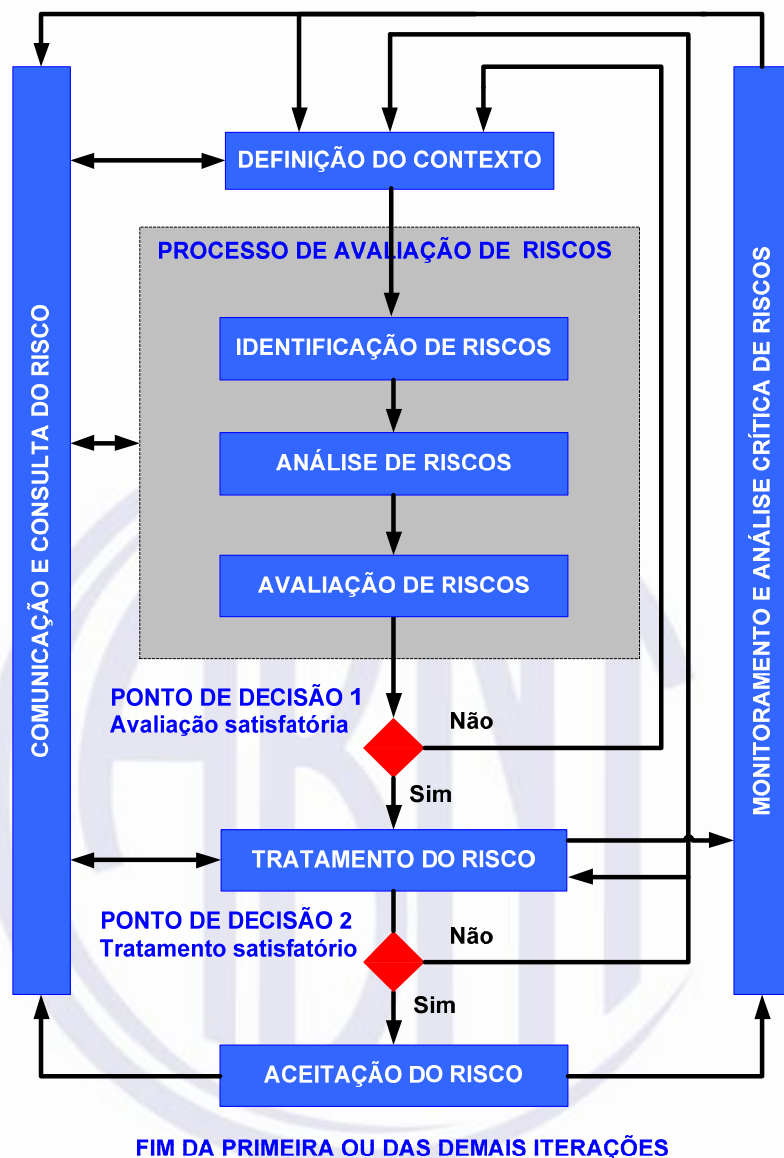 DEFINIÇÃO DO CONTEXTO
PROCESSO DE AVALIAÇÃO DE RISCOS
IDENTIFICAÇÃO DE RISCOS
ANÁLISE DE RISCOS
AVALIAÇÃO DE RISCOS
COMUNICAÇÃO E CONSULTA DO RISCO
MONITORAMENTO E ANÁLISE CRÍTICA DE RISCOS
PONTO DE DECISÃO 1
Avaliação satisfatória
Não
Sim
TRATAMENTO DO RISCO
PONTO DE DECISÃO 2
Tratamento satisfatório
Não
Sim
ACEITAÇÃO DO RISCO
FIM DA PRIMEIRA OU DAS DEMAIS ITERAÇÕES
ABNT